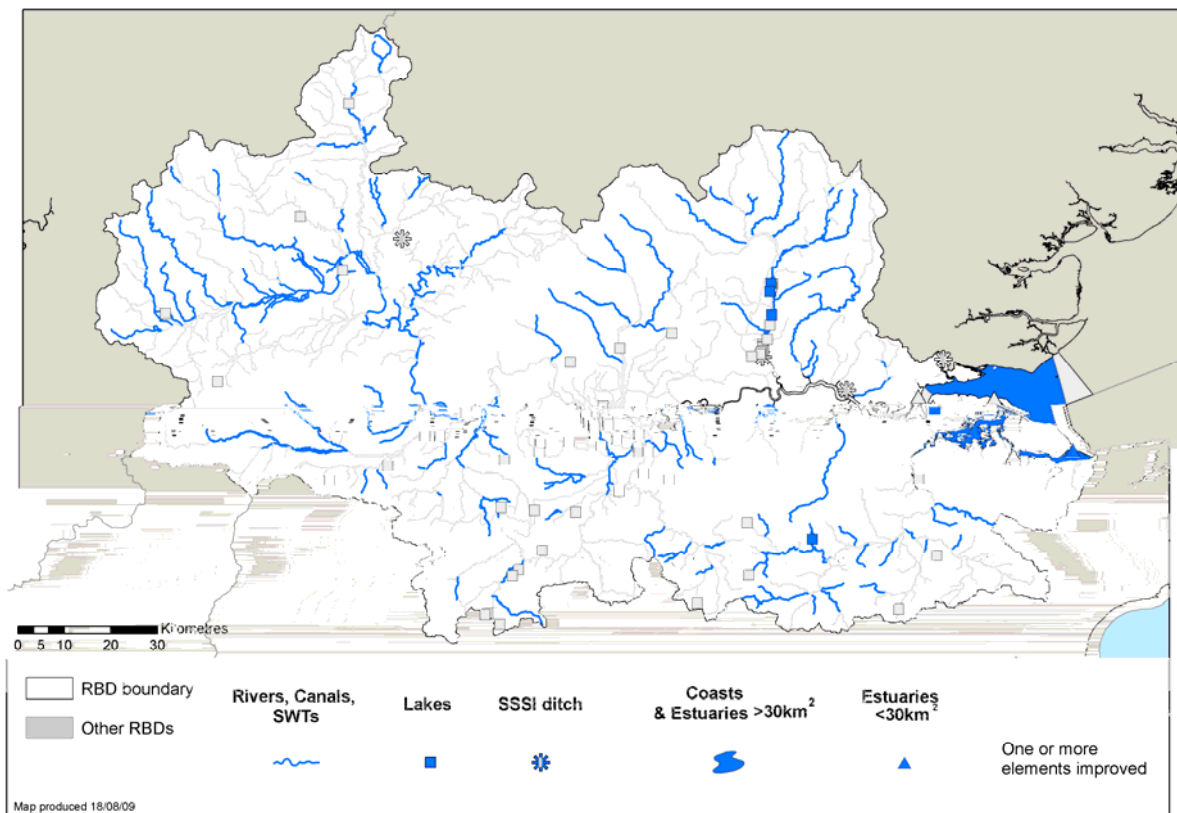 Kilometres
0 5 10 20 30
RBD boundary
Other RBDs
Rivers, Canals,
SWTs
Lakes
SSSI ditch
Coasts
& Estuaries >30km²
Estuaries
<30km²
One or more
elements improved
Map produced 18/08/09